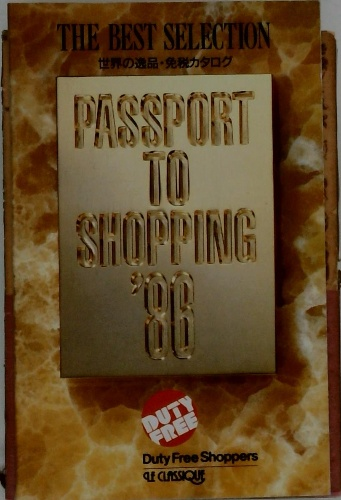 THE BEST SELECTION
世界の逸品・免税カタログ
PASSPORT
TO
SHOPPING
'86
DUTY
FREE
Duty Free Shoppers
LE CLASSIQUE